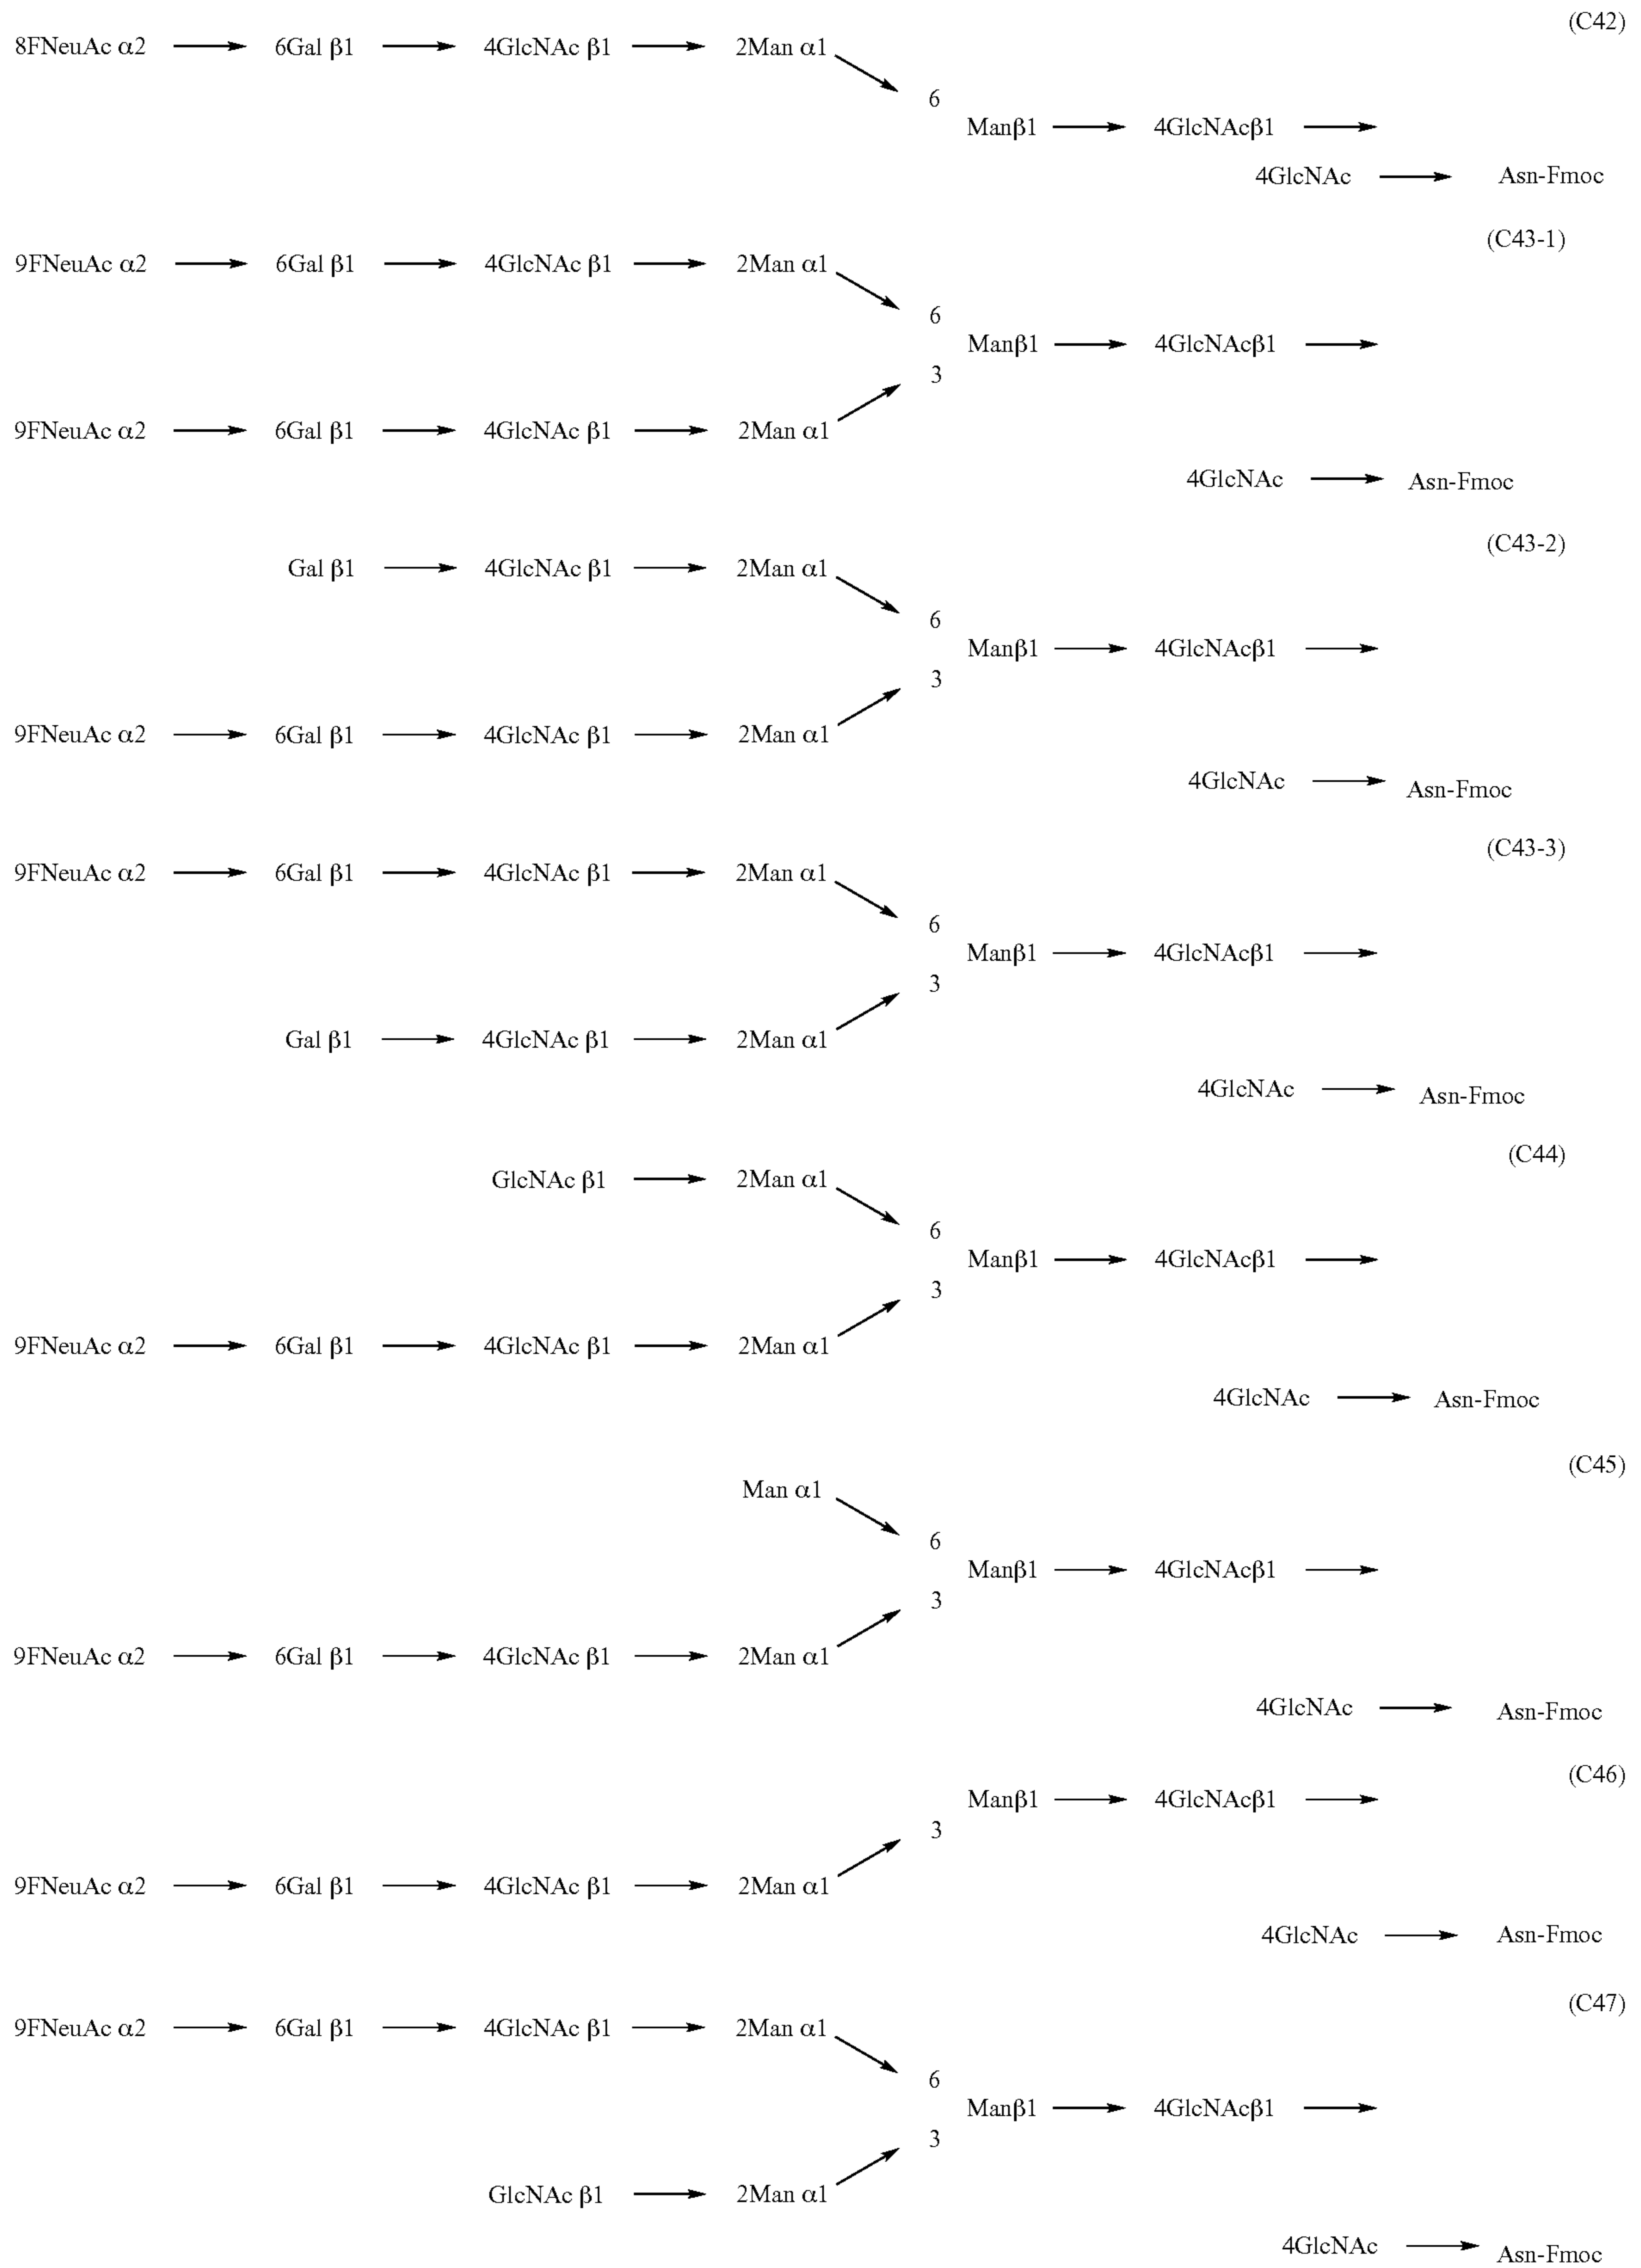 (C42)
8FNeuAc α2 → 6Gal β1 → 4GlcNAc β1 → 2Man α1
6
Manβ1 → 4GlcNAcβ1 →
4GlcNAc → Asn-Fmoc
(C43-1)
9FNeuAc α2 → 6Gal β1 → 4GlcNAc β1 → 2Man α1
6
Manβ1 → 4GlcNAcβ1 →
3
9FNeuAc α2 → 6Gal β1 → 4GlcNAc β1 → 2Man α1
4GlcNAc → Asn-Fmoc
(C43-2)
Gal β1 → 4GlcNAc β1 → 2Man α1
6
Manβ1 → 4GlcNAcβ1 →
3
9FNeuAc α2 → 6Gal β1 → 4GlcNAc β1 → 2Man α1
4GlcNAc → Asn-Fmoc
(C43-3)
9FNeuAc α2 → 6Gal β1 → 4GlcNAc β1 → 2Man α1
6
Manβ1 → 4GlcNAcβ1 →
3
Gal β1 → 4GlcNAc β1 → 2Man α1
4GlcNAc → Asn-Fmoc
(C44)
GlcNAc β1 → 2Man α1
6
Manβ1 → 4GlcNAcβ1 →
3
9FNeuAc α2 → 6Gal β1 → 4GlcNAc β1 → 2Man α1
4GlcNAc → Asn-Fmoc
(C45)
Man α1
6
Manβ1 → 4GlcNAcβ1 →
3
9FNeuAc α2 → 6Gal β1 → 4GlcNAc β1 → 2Man α1
4GlcNAc → Asn-Fmoc
(C46)
Manβ1 → 4GlcNAcβ1 →
3
9FNeuAc α2 → 6Gal β1 → 4GlcNAc β1 → 2Man α1
4GlcNAc → Asn-Fmoc
(C47)
9FNeuAc α2 → 6Gal β1 → 4GlcNAc β1 → 2Man α1
6
Manβ1 → 4GlcNAcβ1 →
3
GlcNAc β1 → 2Man α1
4GlcNAc → Asn-Fmoc